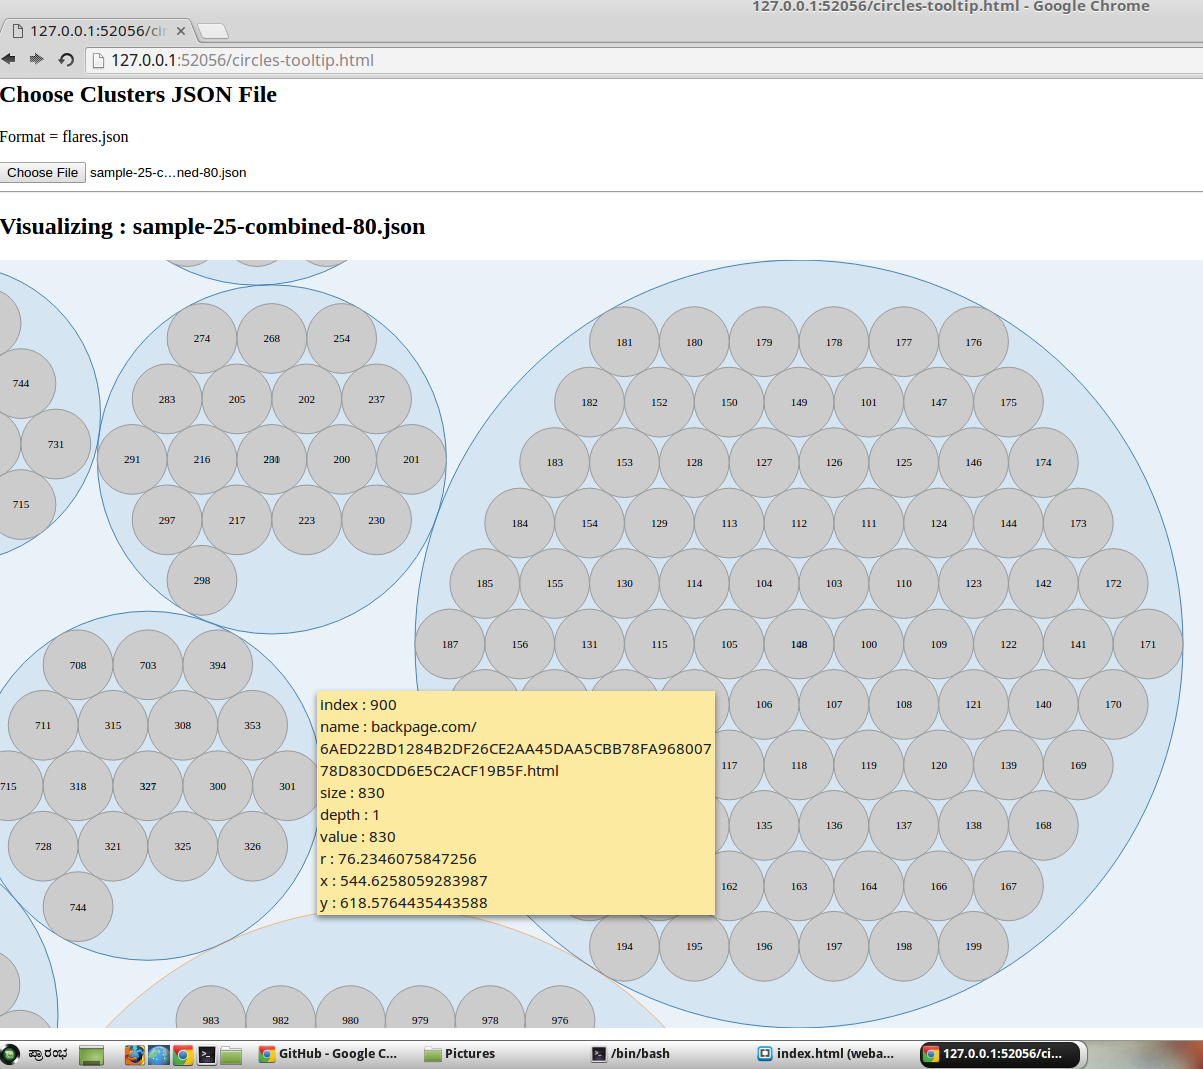 127.0.0.1:52056/circles-tooltip.html - Google Chrome
127.0.0.1:52056/cir
127.0.0.1:52056/circles-tooltip.html
Choose Clusters JSON File
Format = flares.json
Choose File sample-25-c...ned-80.json
Visualizing : sample-25-combined-80.json
274 268 254
181 180 179 178 177 176
744
283 205 202 237
182 152 150 149 101 147 175
731
291 216 200 201
183 153 128 127 126 125 146 174
715
297 217 223 230
184 154 129 113 112 111 124 144 173
298
185 155 130 114 104 103 110 123 142 172
187 156 131 115 105 100 109 122 141 171
708 703 394
106 107 108 121 140 170
711 315 308 353
117 118 119 120 139 169
715 318 327 300 301
135 136 137 138 168
728 321 325 326
162 163 164 166 167
744
194 195 196 197 198 199
index : 900
name : backpage.com/
6AED22BD1284B2DF26CE2AA45DAA5CBB78FA968007
78D830CDD6E5C2ACF19B5F.html
size : 830
depth : 1
value : 830
r : 76.2346075847256
x : 544.6258059283987
y : 618.5764435443588
983 982 980 979 978 976
ಪ್ರಾರಂಭ GitHub - Google C... Pictures /bin/bash index.html (weba... 127.0.0.1:52056/ci...